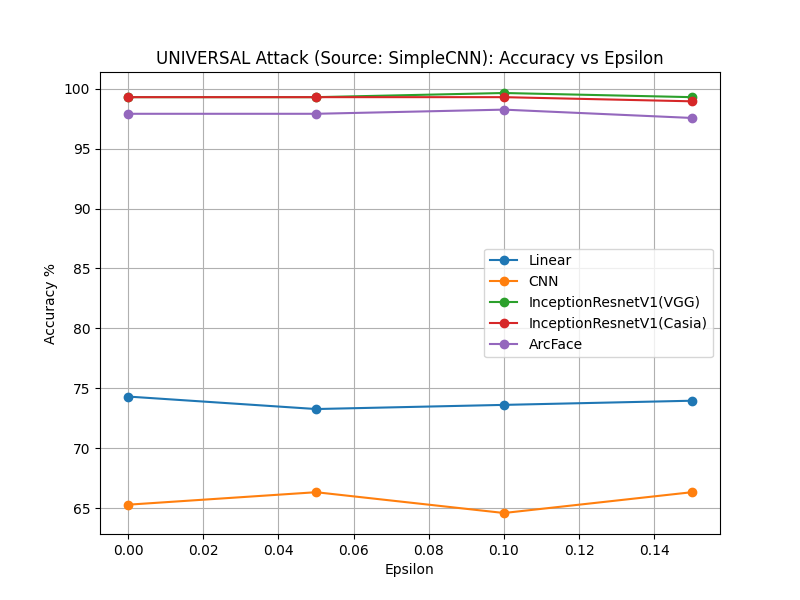 UNIVERSAL Attack (Source: SimpleCNN): Accuracy vs Epsilon
100
95
90
85
80
75
70
65
Accuracy %
Linear
CNN
InceptionResnetV1(VGG)
InceptionResnetV1(Casia)
ArcFace
0.00 0.02 0.04 0.06 0.08 0.10 0.12 0.14
Epsilon